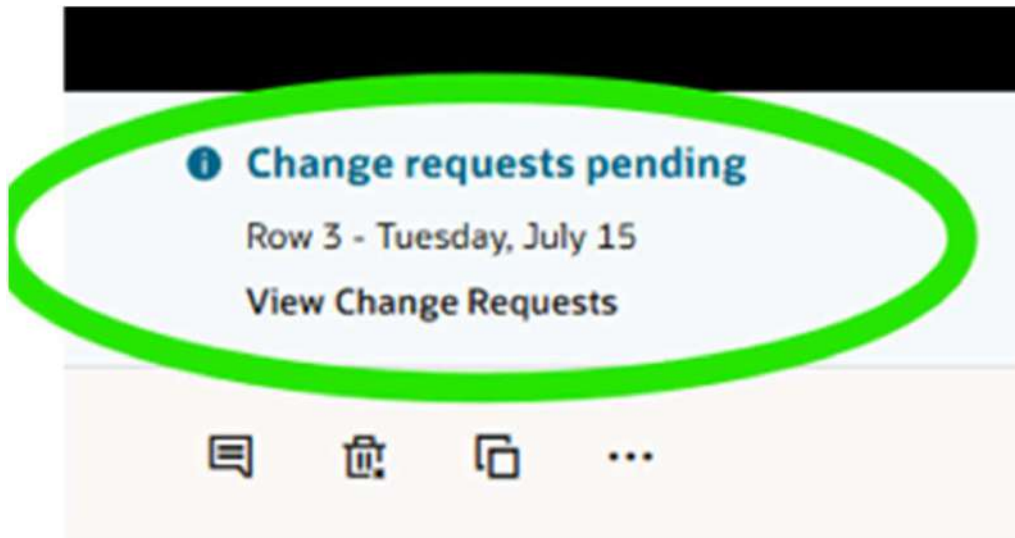 Change requests pending
Row 3 - Tuesday, July 15
View Change Requests